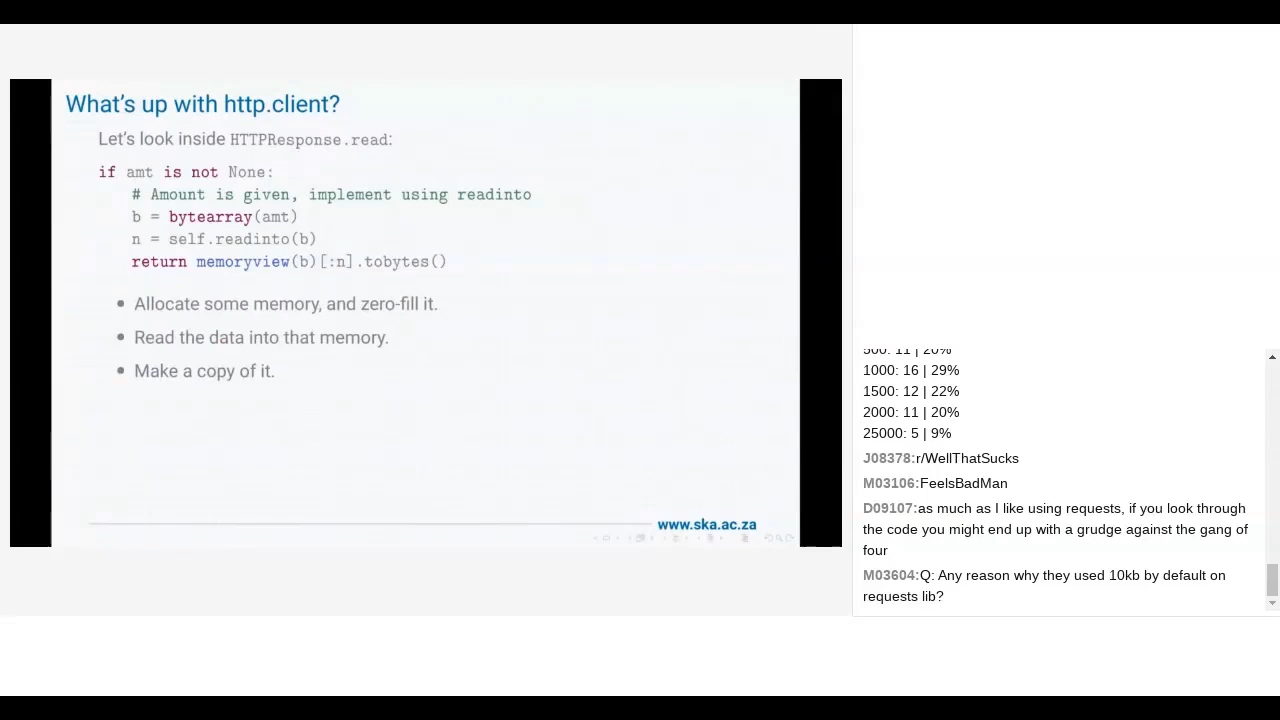 What's up with http.client?
Let's look inside HTTPResponse.read:
if amt is not None:
# Amount is given, implement using readinto
b = bytearray(amt)
n = self.readinto(b)
return memoryview(b)[:n].tobytes()
• Allocate some memory, and zero-fill it.
• Read the data into that memory.
• Make a copy of it.
www.ska.ac.za
500: 11 | 20%
1000: 16 | 29%
1500: 12 | 22%
2000: 11 | 20%
25000: 5 | 9%
J08378:r/WellThatSucks
M03106:FeelsBadMan
D09107:as much as I like using requests, if you look through
the code you might end up with a grudge against the gang of
four
M03604:Q: Any reason why they used 10kb by default on
requests lib?